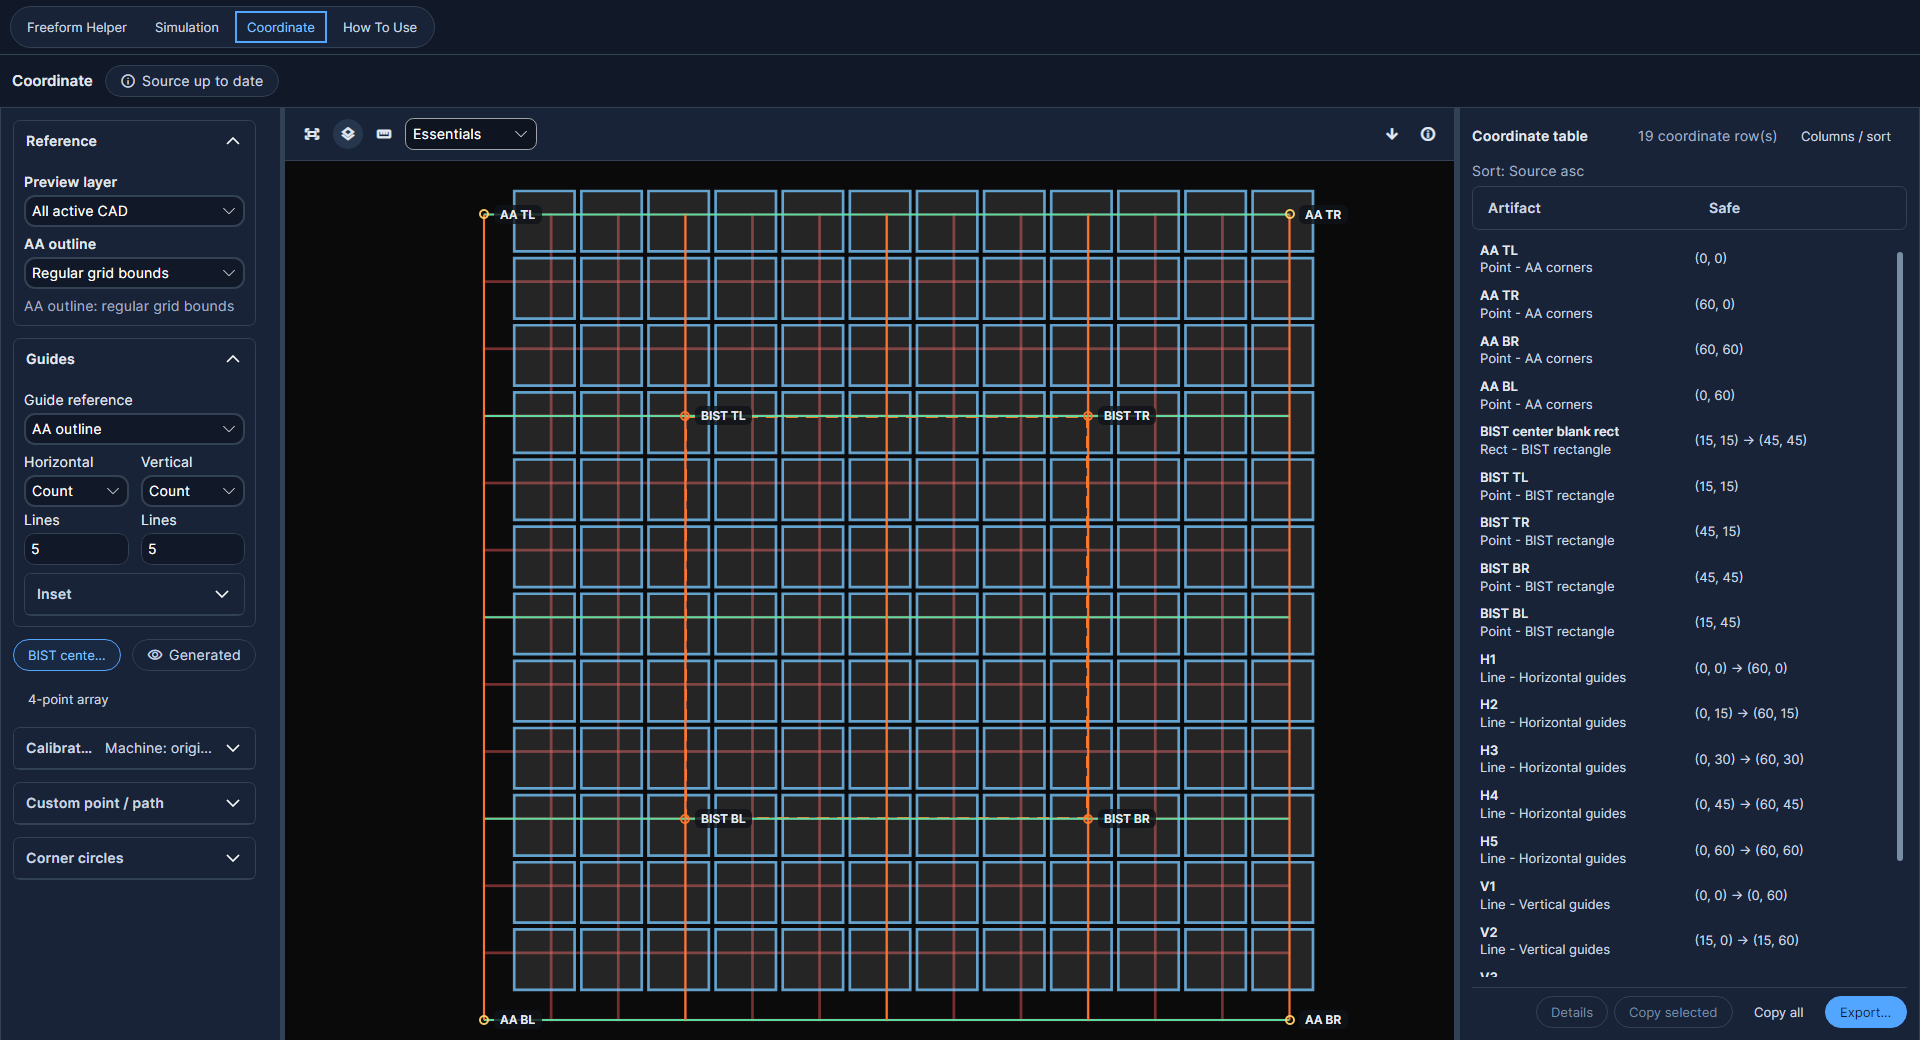 Freeform Helper
Simulation
Coordinate
How To Use
Coordinate
Source up to date
Reference
Preview layer
All active CAD
AA outline
Regular grid bounds
AA outline: regular grid bounds
Guides
Guide reference
AA outline
Horizontal Vertical
Count Count
Lines Lines
5 5
Inset
BIST cente...
Generated
4-point array
Calibrat... Machine: origi...
Custom point / path
Corner circles
Essentials
AA TL
AA TR
BIST TL
BIST TR
BIST BL
BIST BR
AA BL
AA BR
Coordinate table 19 coordinate row(s) Columns / sort
Sort: Source asc
Artifact Safe
AA TL
Point - AA corners
(0, 0)
AA TR
Point - AA corners
(60, 0)
AA BR
Point - AA corners
(60, 60)
AA BL
Point - AA corners
(0, 60)
BIST center blank rect
Rect - BIST rectangle
(15, 15) → (45, 45)
BIST TL
Point - BIST rectangle
(15, 15)
BIST TR
Point - BIST rectangle
(45, 15)
BIST BR
Point - BIST rectangle
(45, 45)
BIST BL
Point - BIST rectangle
(15, 45)
H1
Line - Horizontal guides
(0, 0) → (60, 0)
H2
Line - Horizontal guides
(0, 15) → (60, 15)
H3
Line - Horizontal guides
(0, 30) → (60, 30)
H4
Line - Horizontal guides
(0, 45) → (60, 45)
H5
Line - Horizontal guides
(0, 60) → (60, 60)
V1
Line - Vertical guides
(0, 0) → (0, 60)
V2
Line - Vertical guides
(15, 0) → (15, 60)
V3
Details
Copy selected
Copy all
Export...